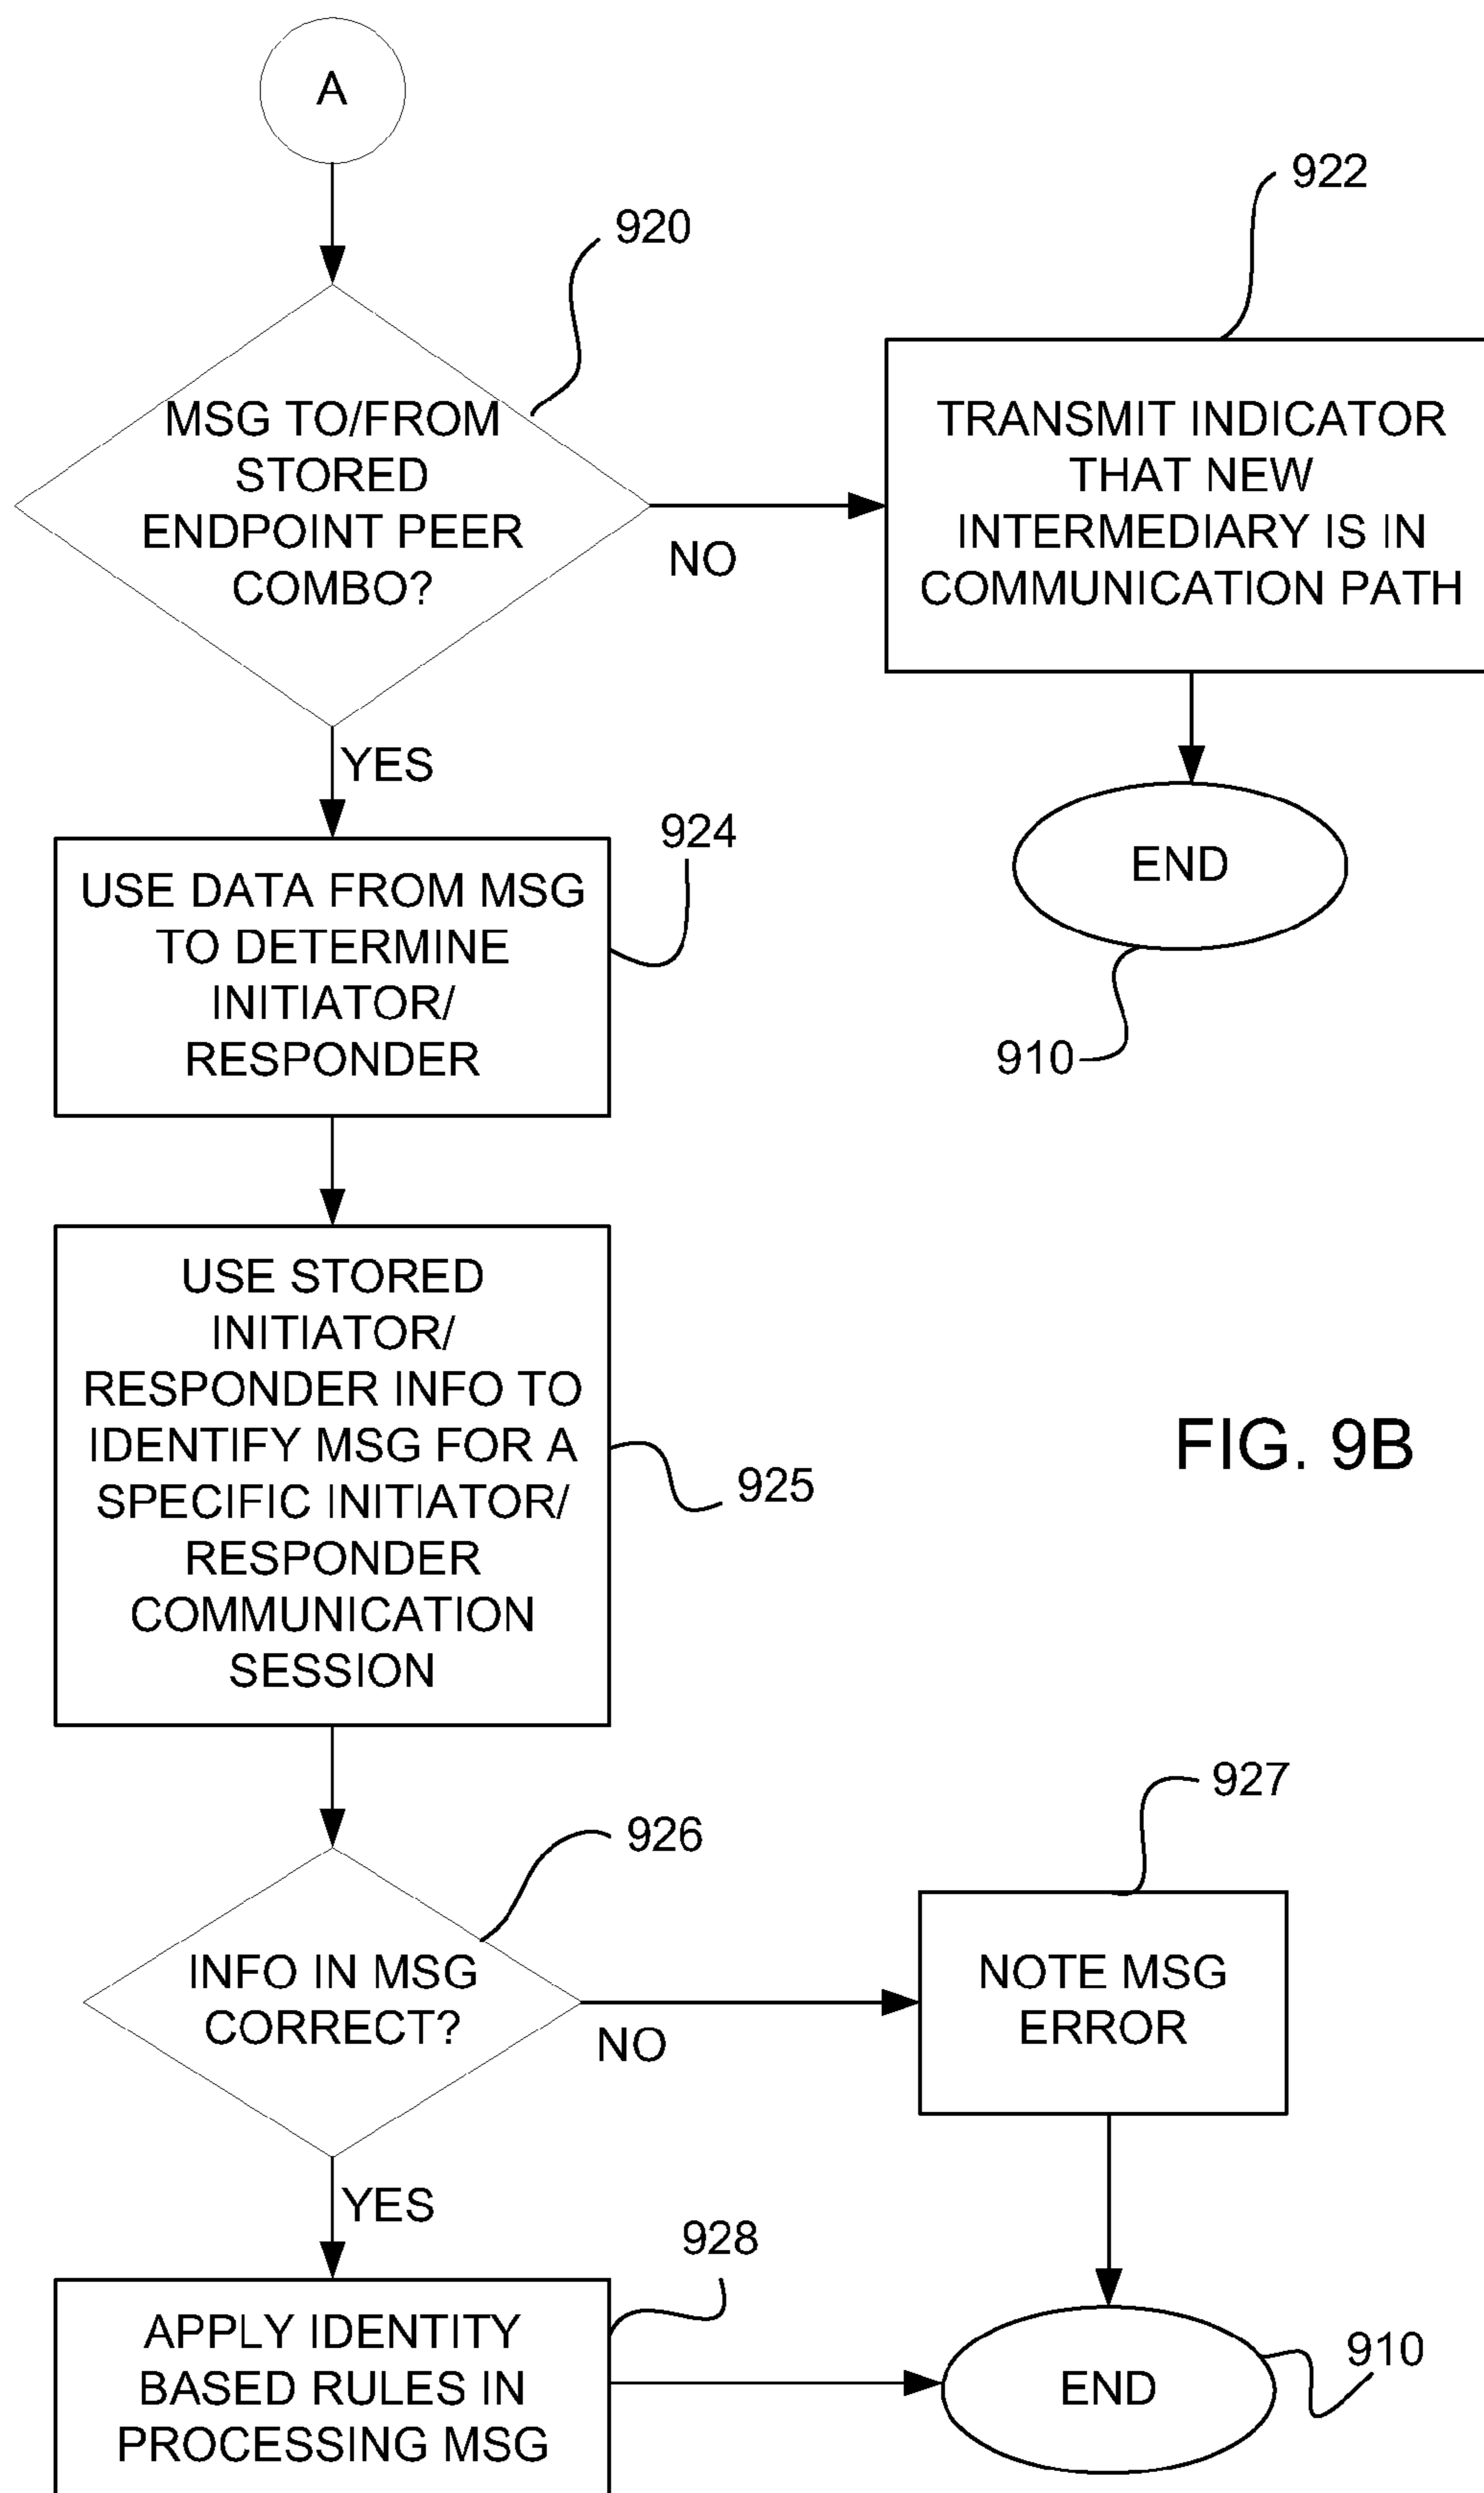 A
920
922
MSG TO/FROM
STORED
ENDPOINT PEER
COMBO?
NO
TRANSMIT INDICATOR
THAT NEW
INTERMEDIARY IS IN
COMMUNICATION PATH
YES
END
910
924
USE DATA FROM MSG
TO DETERMINE
INITIATOR/
RESPONDER
USE STORED
INITIATOR/
RESPONDER INFO TO
IDENTIFY MSG FOR A
SPECIFIC INITIATOR/
RESPONDER
COMMUNICATION
SESSION
925
FIG. 9B
926
927
INFO IN MSG
CORRECT?
NO
NOTE MSG
ERROR
YES
928
APPLY IDENTITY
BASED RULES IN
PROCESSING MSG
END
910